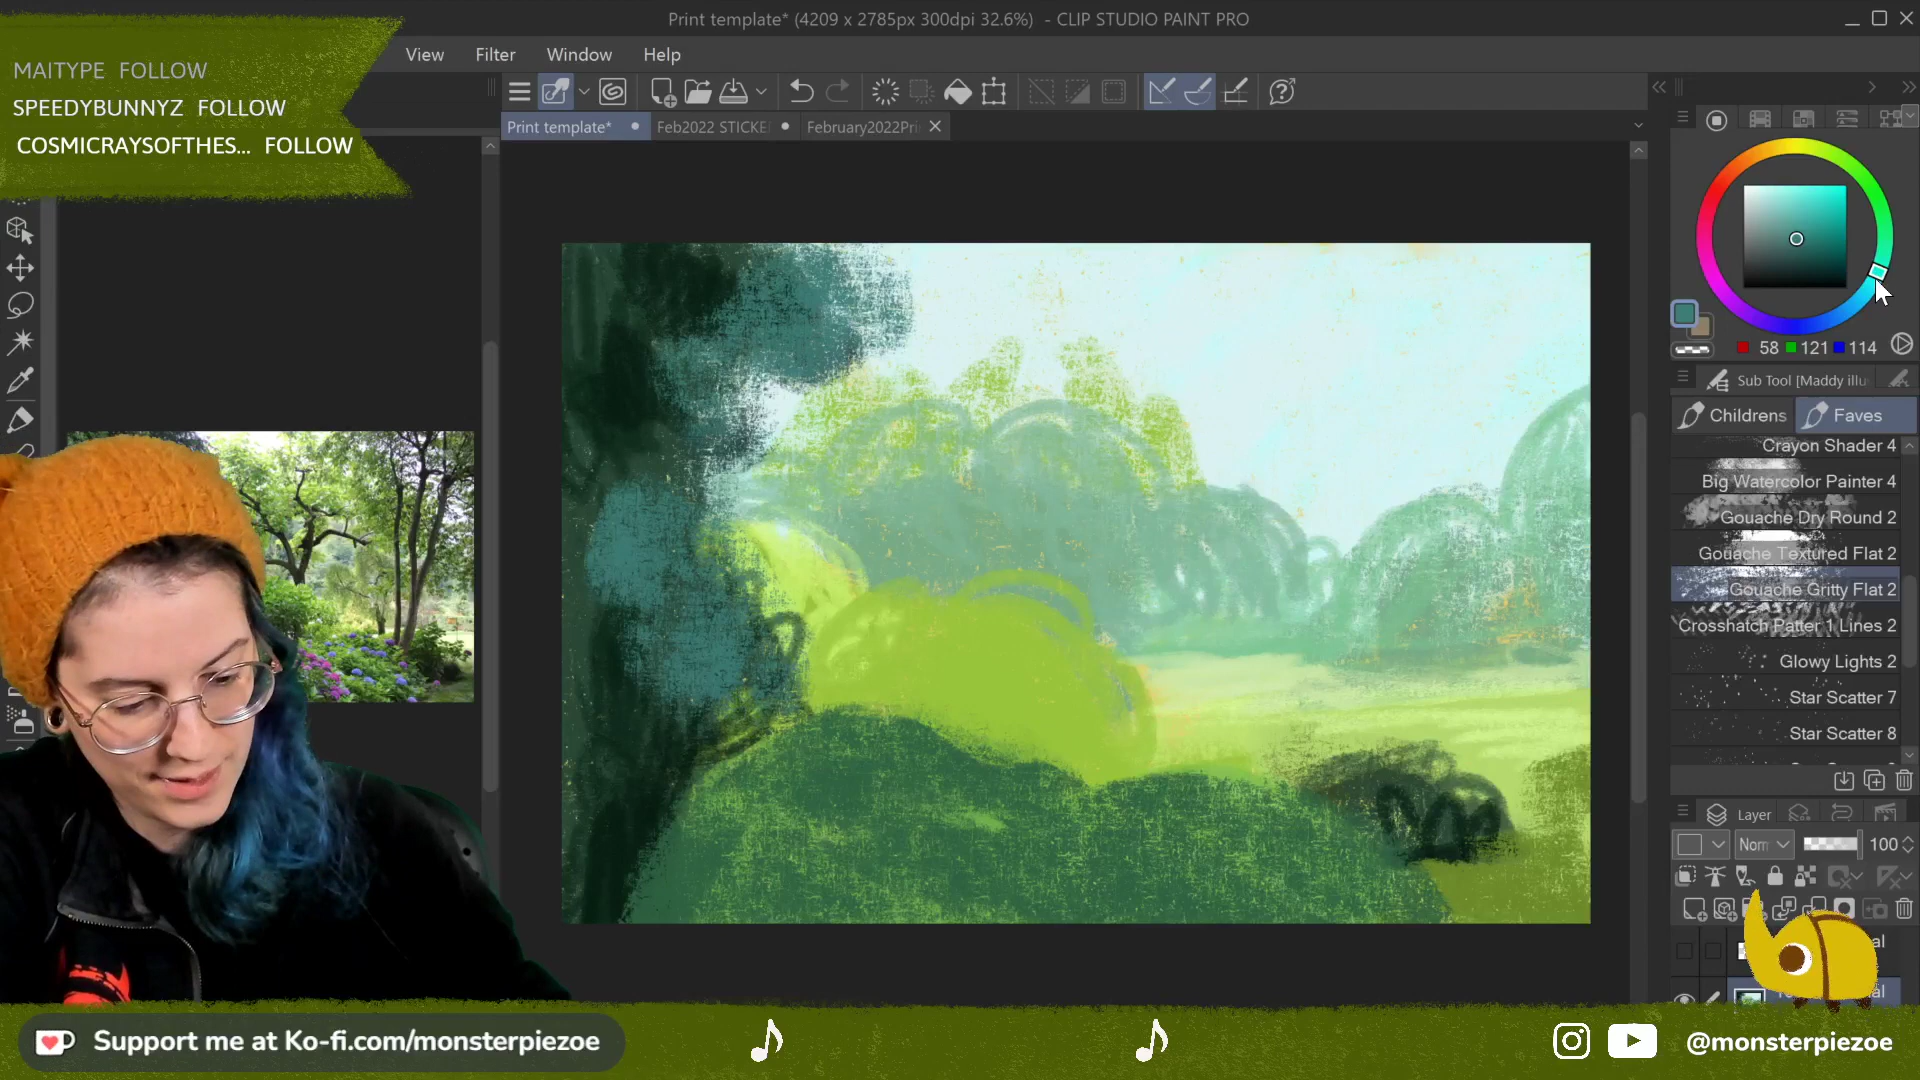 Print template* (4209 x 2785px 300dpi 32.6%) - CLIP STUDIO PAINT PRO
MAITYPE FOLLOW
SPEEDYBUNNYZ FOLLOW
COSMICRAYSOFTHES... FOLLOW
View Filter Window Help
Print template* Feb2022 STICKE February2022Pri
58 121 114
Sub Tool [Maddy illu
Childrens Faves
Crayon Shader 4
Big Watercolor Painter 4
Gouache Dry Round 2
Gouache Textured Flat 2
Gouache Gritty Flat 2
Crosshatch Patter 1 Lines 2
Glowy Lights 2
Star Scatter 7
Star Scatter 8
Layer
Norm 100
Support me at Ko-fi.com/monsterpiezoe
@monsterpiezoe